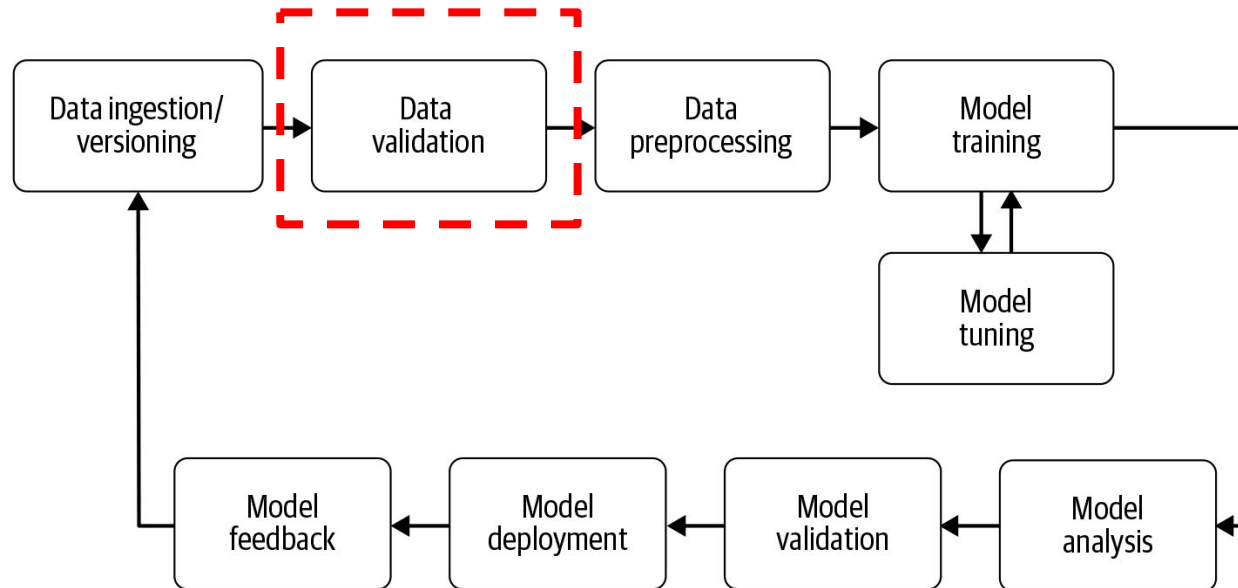 Data ingestion/
versioning
Data
validation
Data
preprocessing
Model
training
Model
tuning
Model
feedback
Model
deployment
Model
validation
Model
analysis